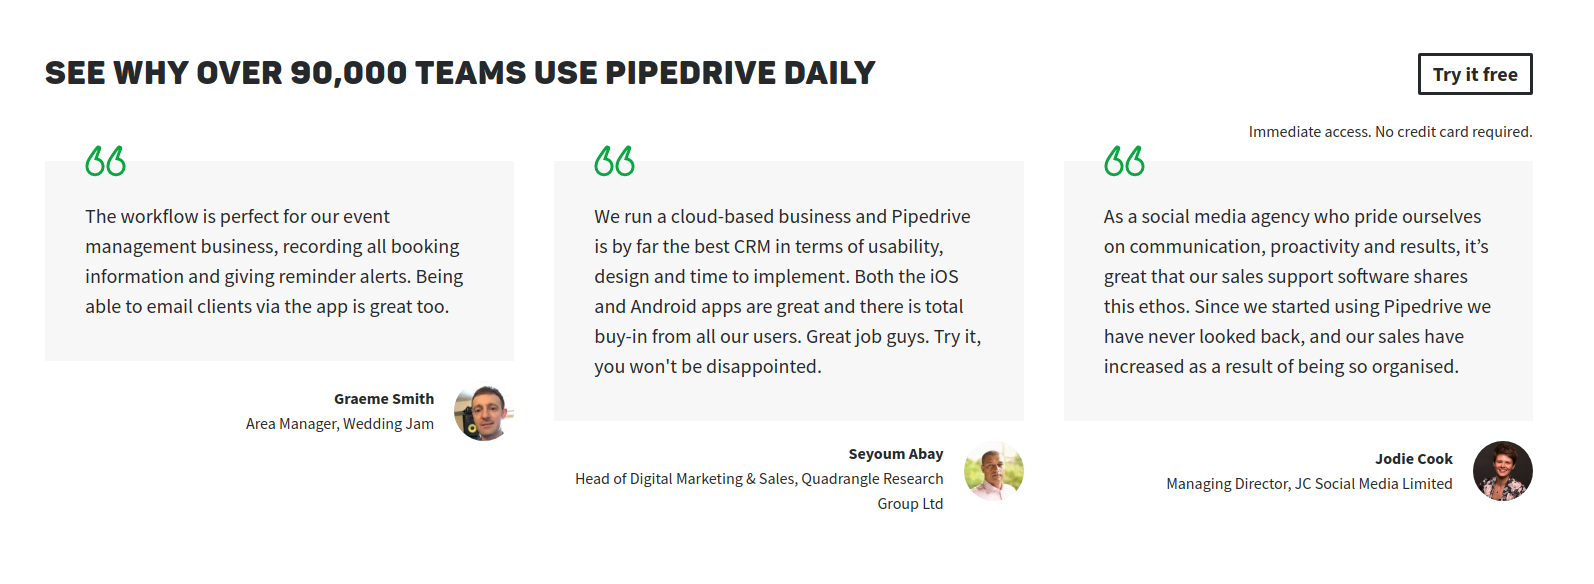 SEE WHY OVER 90,000 TEAMS USE PIPEDRIVE DAILY
Try it free
Immediate access. No credit card required.
The workflow is perfect for our event
management business, recording all booking
information and giving reminder alerts. Being
able to email clients via the app is great too.
Graeme Smith
Area Manager, Wedding Jam
We run a cloud-based business and Pipedrive
is by far the best CRM in terms of usability,
design and time to implement. Both the iOS
and Android apps are great and there is total
buy-in from all our users. Great job guys. Try it,
you won't be disappointed.
Seyoum Abay
Head of Digital Marketing & Sales, Quadrangle Research
Group Ltd
As a social media agency who pride ourselves
on communication, proactivity and results, it’s
great that our sales support software shares
this ethos. Since we started using Pipedrive we
have never looked back, and our sales have
increased as a result of being so organised.
Jodie Cook
Managing Director, JC Social Media Limited